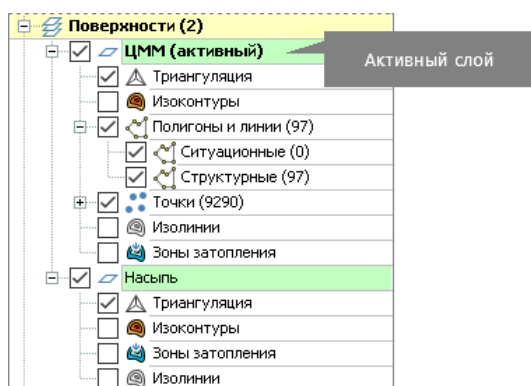 Поверхности (2)
ЦММ (активный)
Активный слой
Триангуляция
Изоконтуры
Полигоны и линии (97)
Ситуационные (0)
Структурные (97)
Точки (9290)
Изолинии
Зоны затопления
Насыпь
Триангуляция
Изоконтуры
Зоны затопления
Изолинии